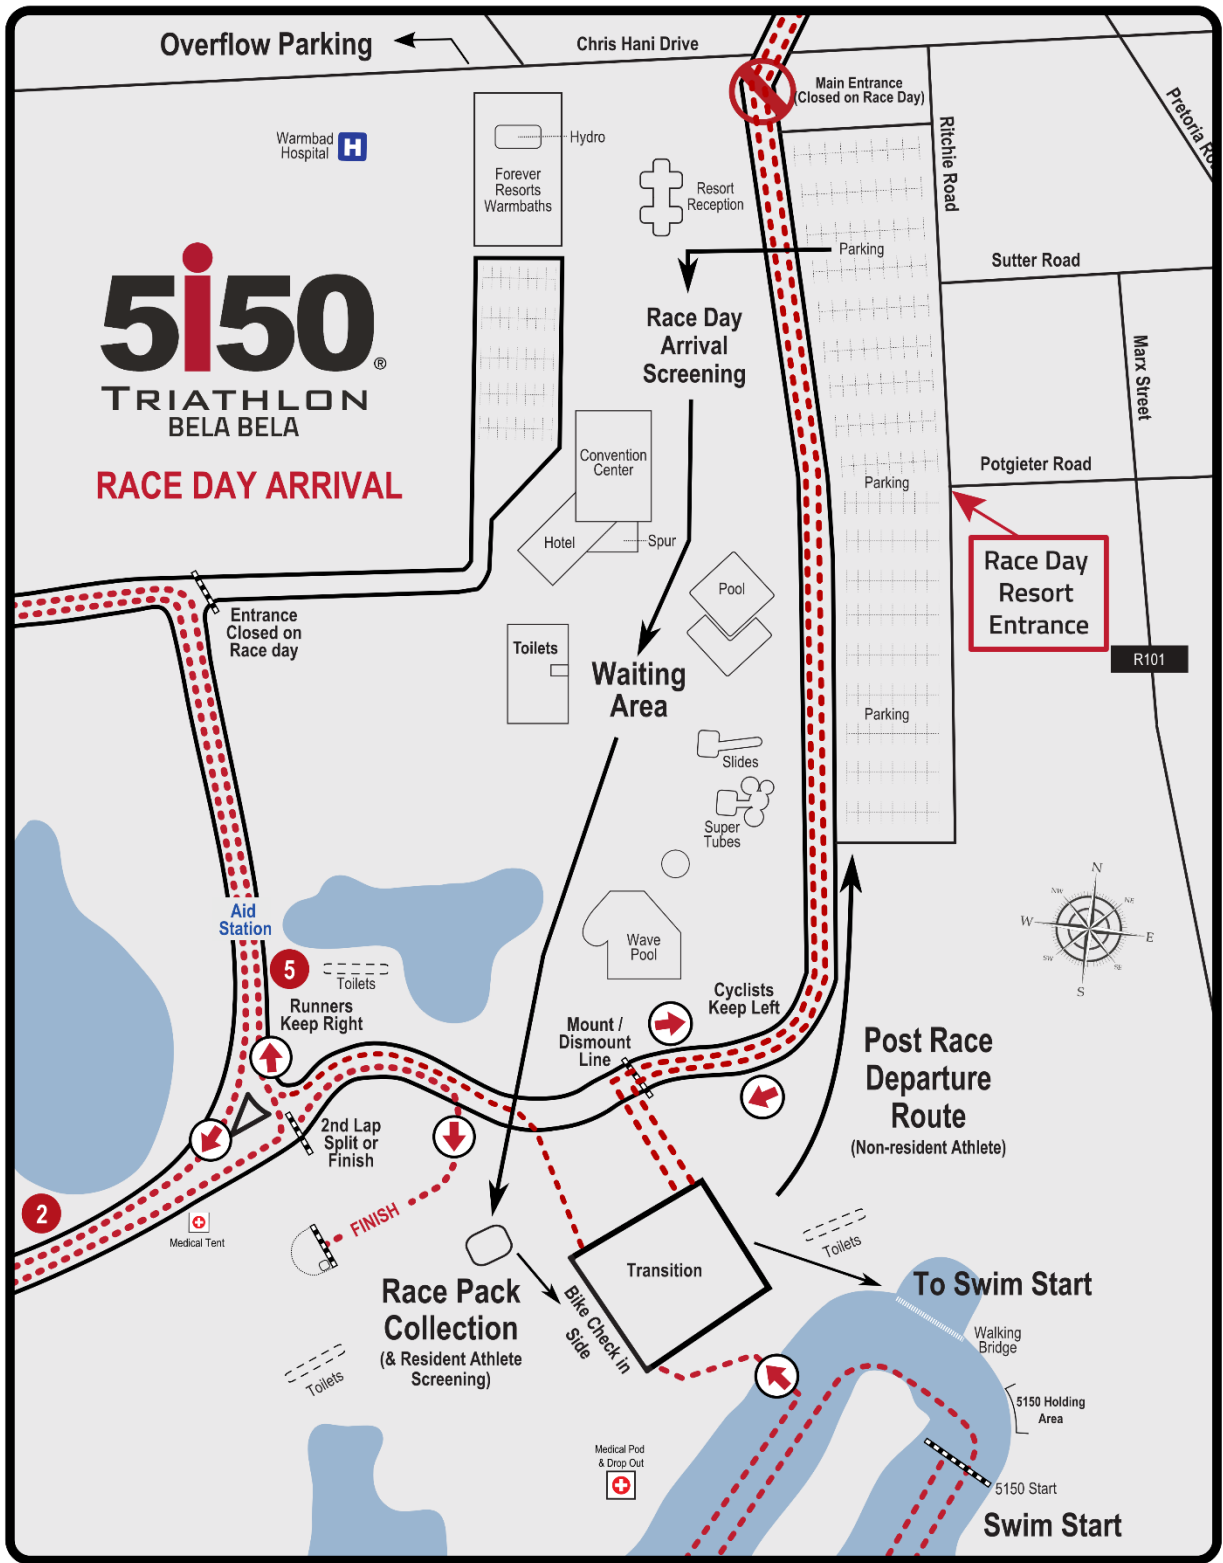 Overflow Parking
Chris Hani Drive
Main Entrance
(Closed on Race Day)
Pretoria
Ritchie Road
Warmbad
Hospital
H
Hydro
Forever
Resorts
Warmbaths
Resort
Reception
Parking
Sutter Road
5i50®
TRIATHLON
BELA BELA
RACE DAY ARRIVAL
Race Day
Arrival
Screening
Marx Street
Convention
Center
Potgieter Road
Parking
Hotel
Spur
Race Day
Resort
Entrance
Pool
Entrance
Closed on
Race day
Toilets
R101
Waiting
Area
Parking
Slides
Super
Tubes
N
NE
E
SE
S
SW
W
NW
Aid
Station
5
Toilets
Wave
Pool
Runners
Keep Right
Cyclists
Keep Left
Mount /
Dismount
Line
Post Race
Departure
Route
(Non-resident Athlete)
2nd Lap
Split or
Finish
2
Medical Tent
FINISH
Toilets
Transition
To Swim Start
Race Pack
Collection
(& Resident Athlete
Screening)
Bike Check in
Side
Walking
Bridge
Toilets
5150 Holding
Area
Medical Pod
& Drop Out
5150 Start
Swim Start